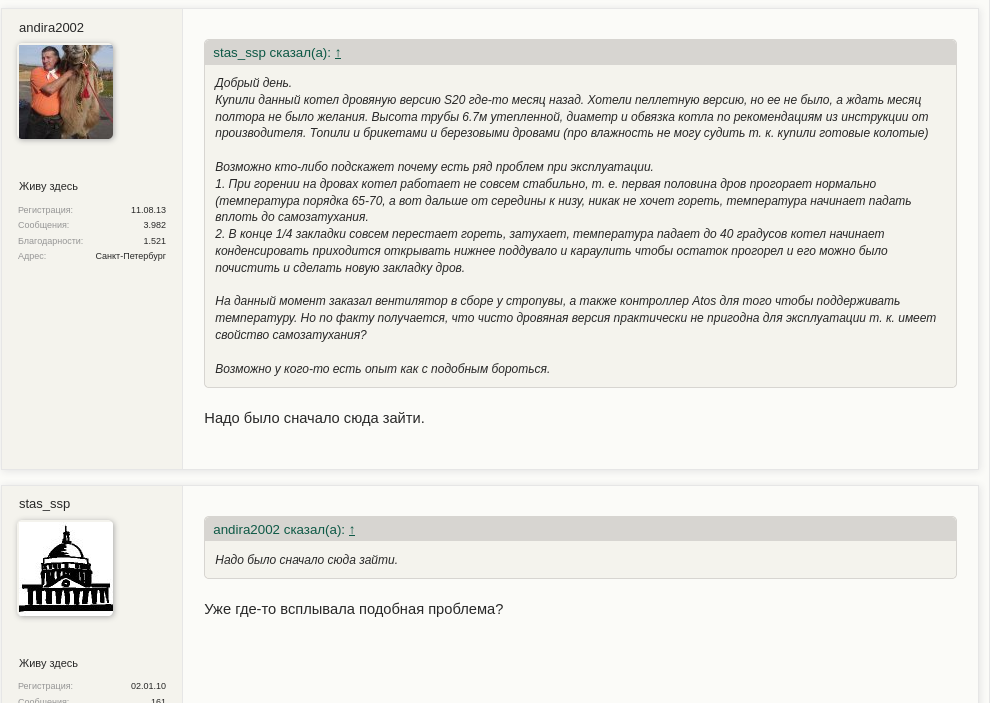 andira2002
Живу здесь
Регистрация: 11.08.13
Сообщения: 3.982
Благодарности: 1.521
Адрес: Санкт-Петербург
stas_ssp сказал(а): ↑
Добрый день.
Купили данный котел дровяную версию S20 где-то месяц назад. Хотели пеллетную версию, но ее не было, а ждать месяц
полтора не было желания. Высота трубы 6.7м утепленной, диаметр и обвязка котла по рекомендациям из инструкции от
производителя. Топили и брикетами и березовыми дровами (про влажность не могу судить т. к. купили готовые колотые)
Возможно кто-либо подскажет почему есть ряд проблем при эксплуатации.
1. При горении на дровах котел работает не совсем стабильно, т. е. первая половина дров прогорает нормально
(температура порядка 65-70, а вот дальше от середины к низу, никак не хочет гореть, температура начинает падать
вплоть до самозатухания.
2. В конце 1/4 закладки совсем перестает гореть, затухает, температура падает до 40 градусов котел начинает
конденсировать приходится открывать нижнее поддувало и караулить чтобы остаток прогорел и его можно было
почистить и сделать новую закладку дров.
На данный момент заказал вентилятор в сборе у стропувы, а также контроллер Atos для того чтобы поддерживать
температуру. Но по факту получается, что чисто дровяная версия практически не пригодна для эксплуатации т. к. имеет
свойство самозатухания?
Возможно у кого-то есть опыт как с подобным бороться.
Надо было сначало сюда зайти.
stas_ssp
Живу здесь
Регистрация: 02.01.10
Сообщения: 161
andira2002 сказал(а): ↑
Надо было сначало сюда зайти.
Уже где-то всплывала подобная проблема?